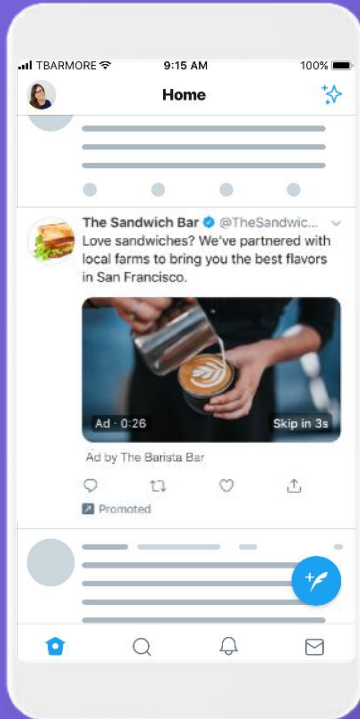 TBARMORE 9:15 AM 100%
Home
The Sandwich Bar @TheSandwic...
Love sandwiches? We've partnered with
local farms to bring you the best flavors
in San Francisco.
Ad · 0:26 Skip in 3s
Ad by The Barista Bar
Promoted